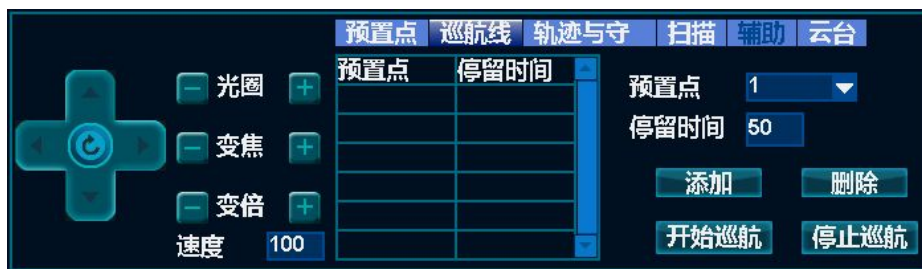 预置点 巡航线 轨迹与守 扫描 辅助 云台
预置点 停留时间
光圈
变焦
变倍
速度 100
预置点 1
停留时间 50
添加 删除
开始巡航 停止巡航